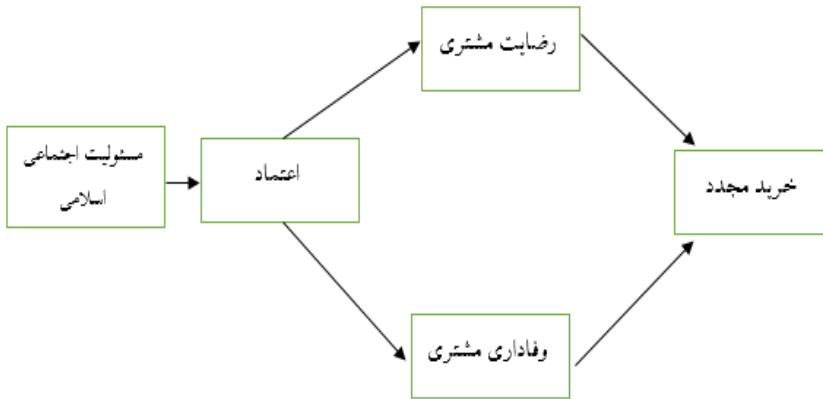 رضایت مشتری
مسئولیت اجتماعی
اسلامی
اعتماد
خرید مجدد
وفاداری مشتری